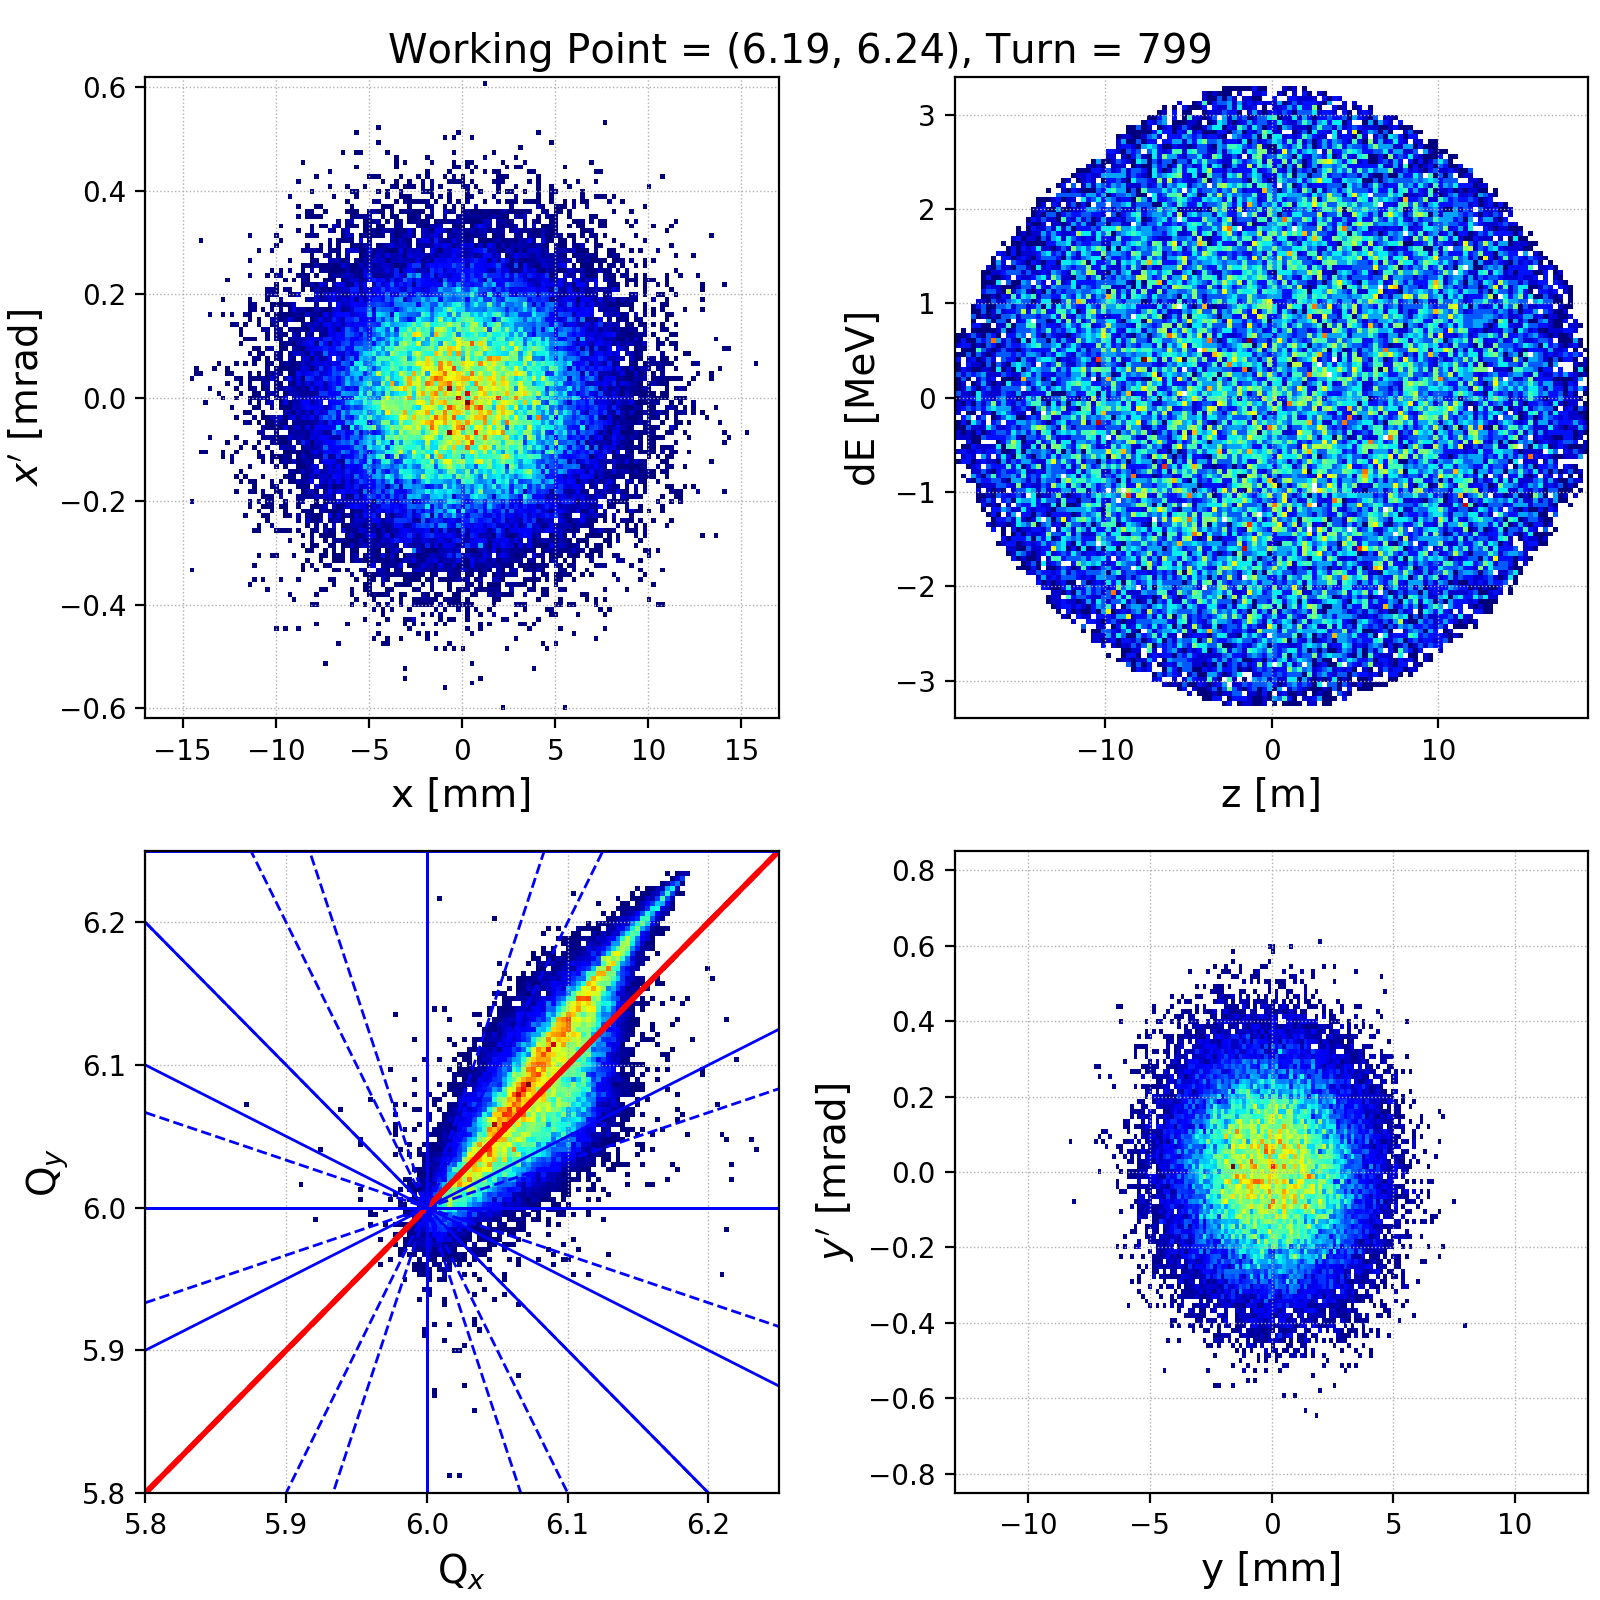 Working Point = (6.19, 6.24), Turn = 799
0.6
0.4
0.2
0.0
−0.2
−0.4
−0.6
x′ [mrad]
−15 −10 −5 0 5 10 15
x [mm]
3
2
1
0
−1
−2
−3
dE [MeV]
−10 0 10
z [m]
6.2
6.1
6.0
5.9
5.8
Qy
5.8 5.9 6.0 6.1 6.2
Qx
0.8
0.6
0.4
0.2
0.0
−0.2
−0.4
−0.6
−0.8
y′ [mrad]
−10 −5 0 5 10
y [mm]